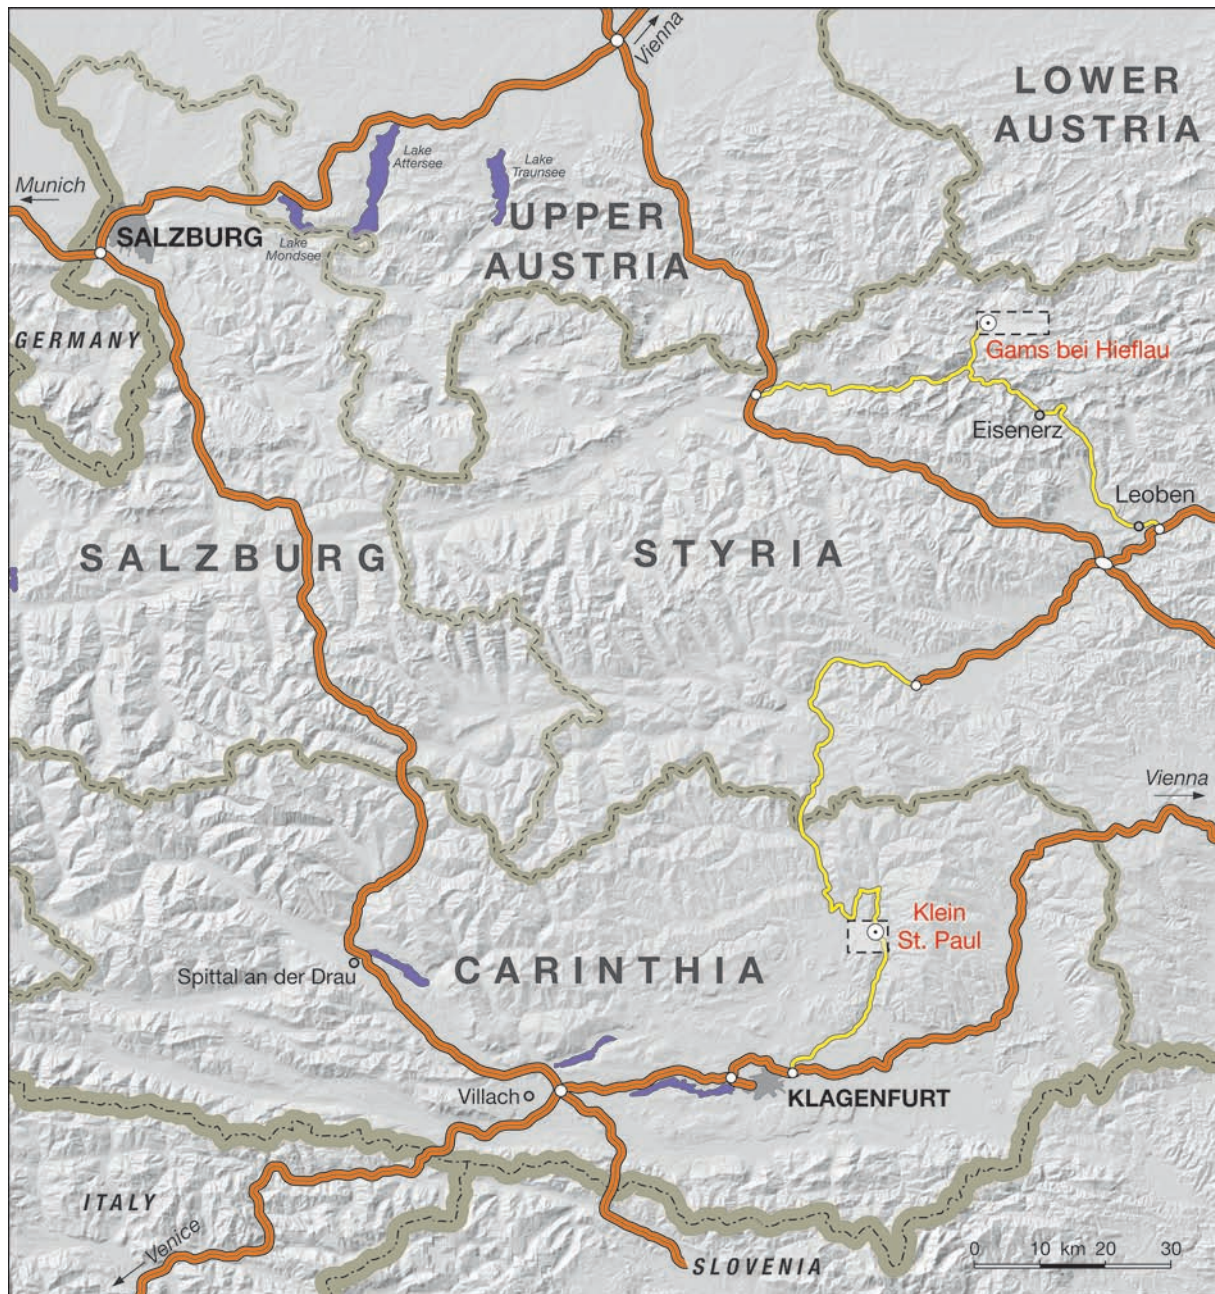 Vienna
LOWER
AUSTRIA
Lake
Attersee
Lake
Traunsee
Munich
SALZBURG
Lake
Mondsee
UPPER
AUSTRIA
GERMANY
Gams bei Hieflau
Eisenerz
Leoben
SALZBURG
STYRIA
Vienna
Klein
St. Paul
Spittal an der Drau
CARINTHIA
Villach
KLAGENFURT
ITALY
Venice
SLOVENIA
0 10 km 20 30